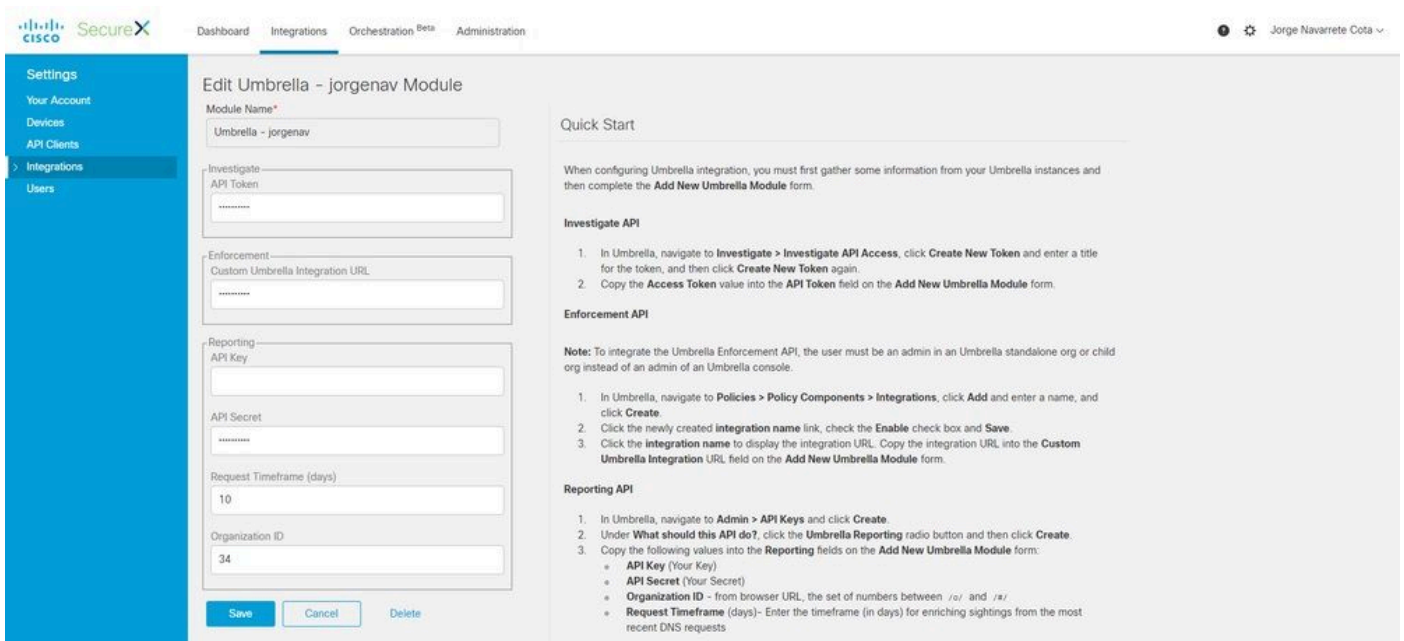 CISCO SecureX Dashboard Integrations Orchestration Beta Administration Jorge Navarrete Cota
Settings
Your Account
Devices
API Clients
Integrations
Users
Edit Umbrella - jorgenav Module
Module Name*
Umbrella - jorgenav
Investigate
API Token
Enforcement
Custom Umbrella Integration URL
Reporting
API Key
API Secret
Request Timeframe (days)
10
Organization ID
34
Save Cancel Delete
Quick Start
When configuring Umbrella integration, you must first gather some information from your Umbrella instances and
then complete the Add New Umbrella Module form.
Investigate API
1. In Umbrella, navigate to Investigate > Investigate API Access, click Create New Token and enter a title
for the token, and then click Create New Token again.
2. Copy the Access Token value into the API Token field on the Add New Umbrella Module form.
Enforcement API
Note: To integrate the Umbrella Enforcement API, the user must be an admin in an Umbrella standalone org or child
org instead of an admin of an Umbrella console.
1. In Umbrella, navigate to Policies > Policy Components > Integrations, click Add and enter a name, and
click Create.
2. Click the newly created integration name link, check the Enable check box and Save.
3. Click the integration name to display the integration URL. Copy the integration URL into the Custom
Umbrella Integration URL field on the Add New Umbrella Module form.
Reporting API
1. In Umbrella, navigate to Admin > API Keys and click Create.
2. Under What should this API do?, click the Umbrella Reporting radio button and then click Create.
3. Copy the following values into the Reporting fields on the Add New Umbrella Module form:
API Key (Your Key)
API Secret (Your Secret)
Organization ID - from browser URL, the set of numbers between /o/ and /#/
Request Timeframe (days)- Enter the timeframe (in days) for enriching sightings from the most
recent DNS requests